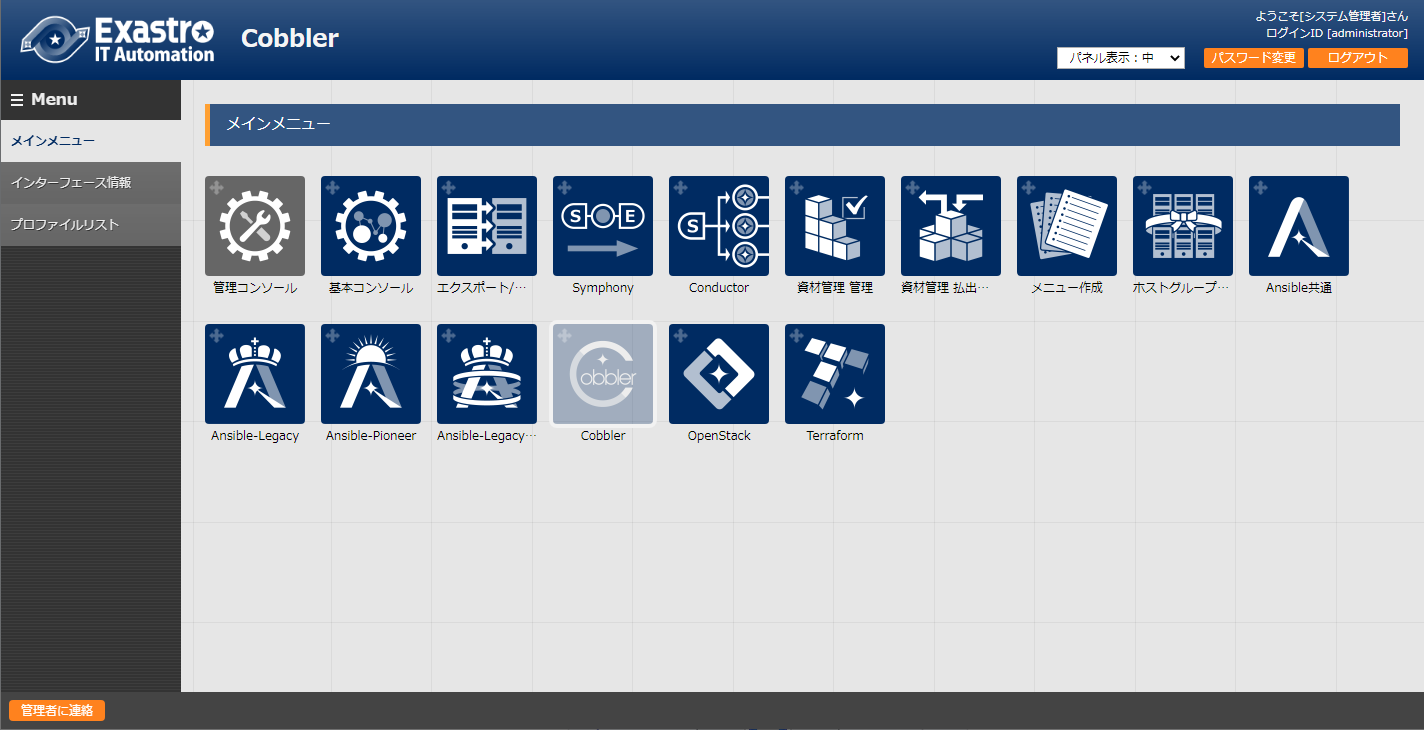 Exastro
IT Automation
Cobbler
ようこそ[システム管理者]さん
ログインID [administrator]
パネル表示：中
パスワード変更
ログアウト
Menu
メインメニュー
インターフェース情報
プロファイルリスト
メインメニュー
S E
S
管理コンソール
基本コンソール
エクスポート/…
Symphony
Conductor
資材管理 管理
資材管理 払出…
メニュー作成
ホストグループ…
Ansible共通
Cobbler
Ansible-Legacy
Ansible-Pioneer
Ansible-Legacy…
Cobbler
OpenStack
Terraform
管理者に連絡